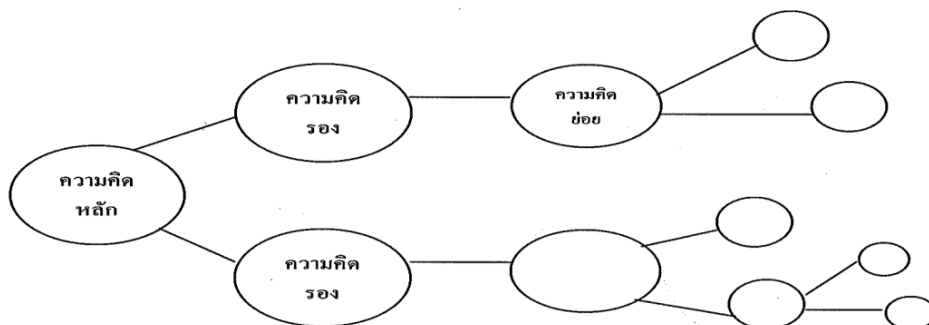 ความคิด
รอง
ความคิด
ย่อย
ความคิด
หลัก
ความคิด
รอง